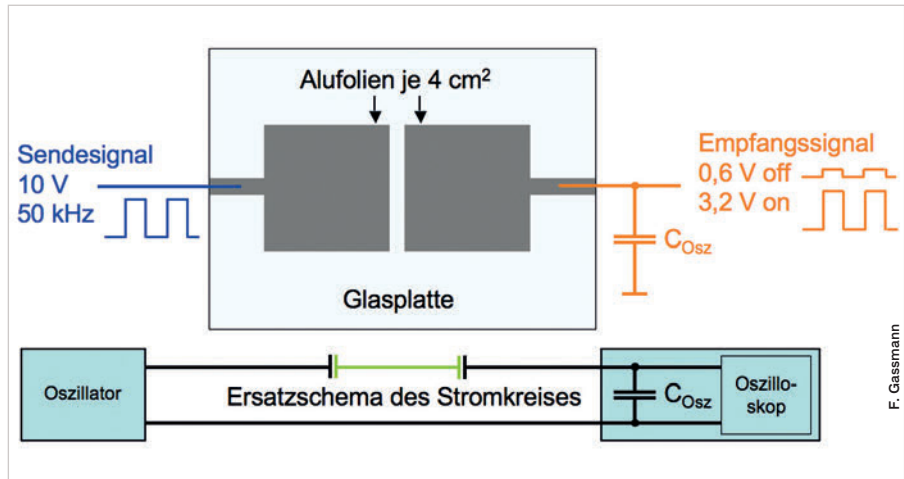 Alufolien je 4 cm²
Sendesignal
10 V
50 kHz
Empfangssignal
0,6 V off
3,2 V on
C_Osz
Glasplatte
Oszillator
Ersatzschema des Stromkreises
C_Osz
Oszillo-
skop
F. Gassmann